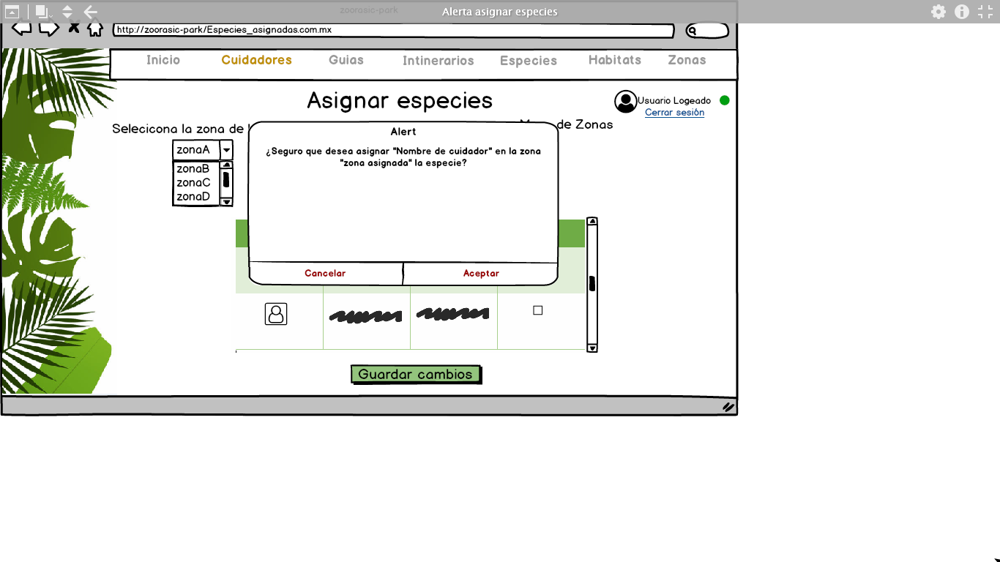 zoorasic-park
Alerta asignar especies
http://zoorasic-park/Especies_asignadas.com.mx
Inicio Cuidadores Guias Intinerarios Especies Habitats Zonas
Asignar especies
Usuario Logeado
Cerrar sesión
Selecicona la zona de
de Zonas
zonaA
zonaB
zonaC
zonaD
Alert
¿Seguro que desea asignar "Nombre de cuidador" en la zona
"zona asignada" la especie?
Cancelar Aceptar
Guardar cambios